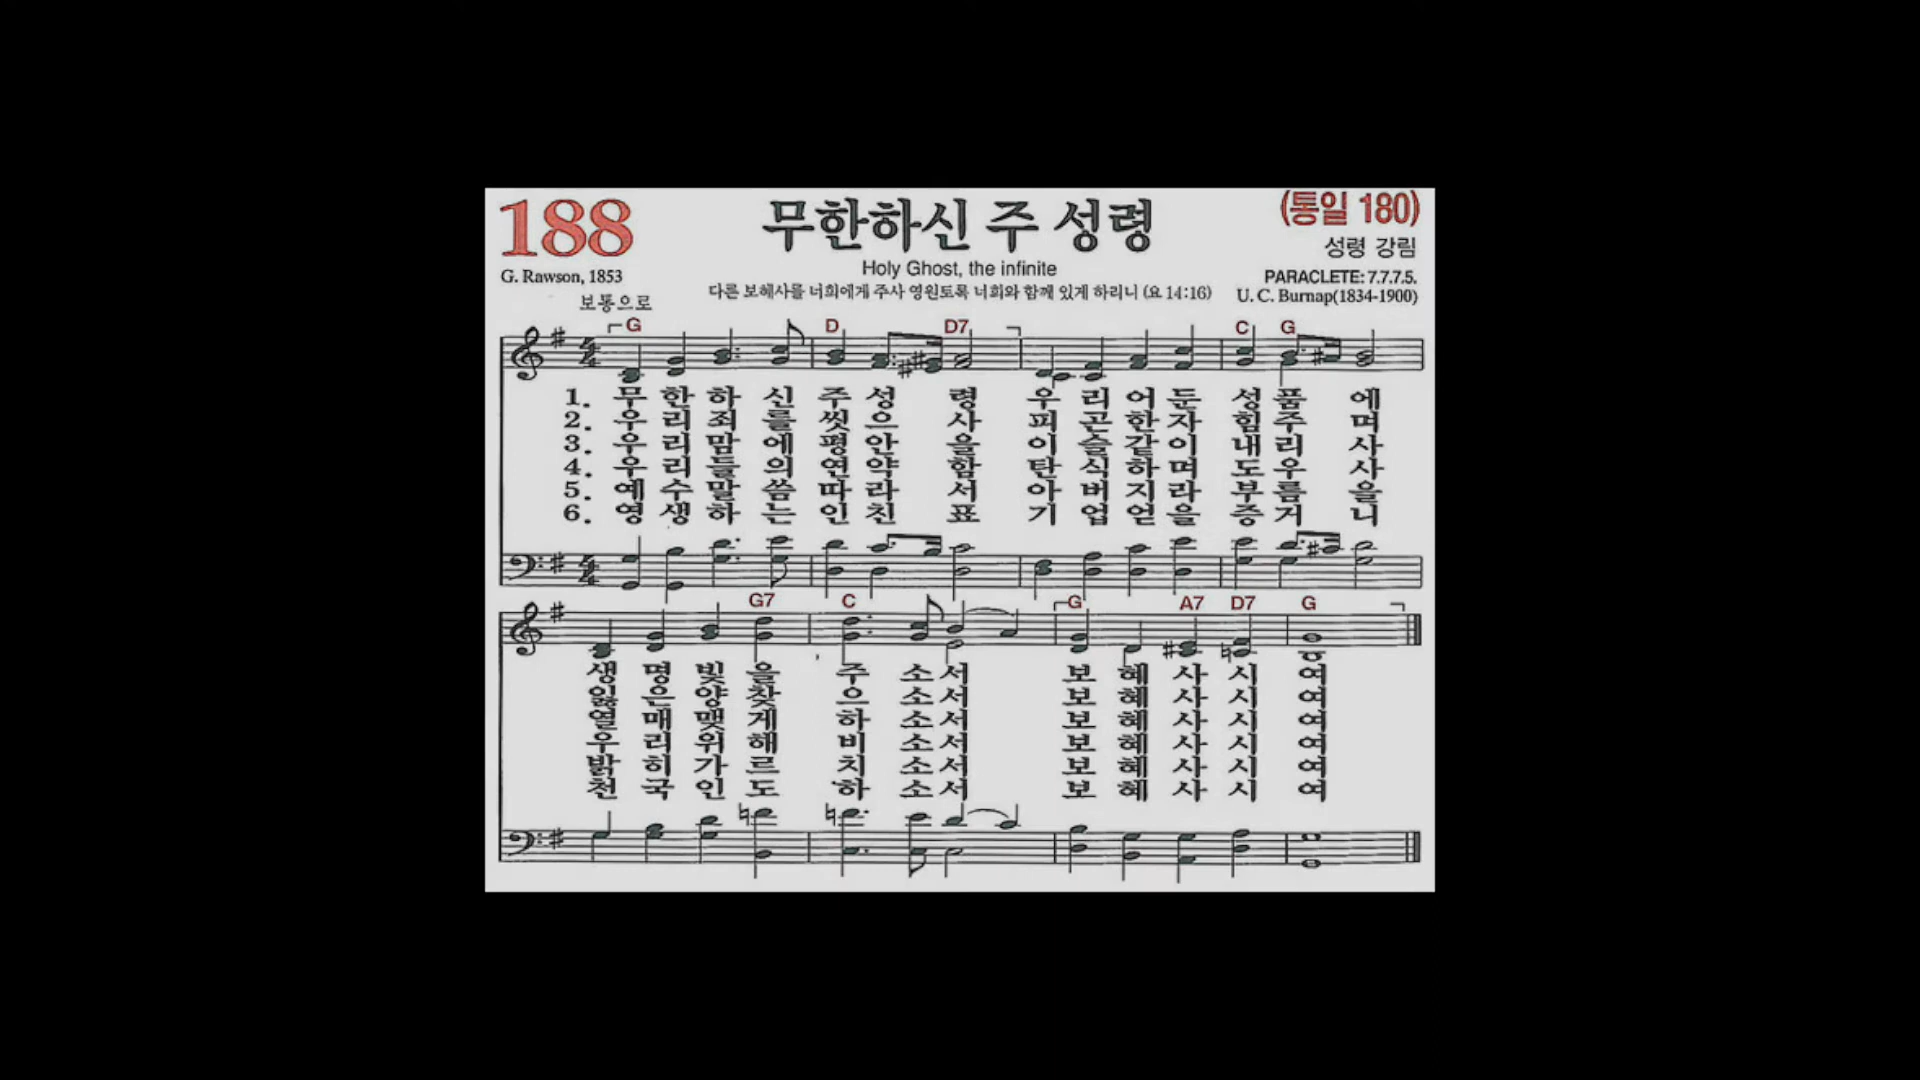 188
무한하신 주 성령
(통일 180)
성령 강림
Holy Ghost, the infinite
G. Rawson, 1853
PARACLETE: 7.7.7.5.
다른 보혜사를 너희에게 주사 영원토록 너희와 함께 있게 하리니 (요 14:16)
U. C. Burnap(1834-1900)
보통으로
G D D7 C G
1. 무한하신 주성령 우리어둔 성품에
2. 우리죄를 씻으사 피곤한자 힘주며
3. 우리맘에 평안을 이슬같이 내리사
4. 우리들의 연약함 탄식하며 도우사
5. 예수말씀 따라서 아버지라 부름을
6. 영생하는 인친표 기업얻을 증거니
G7 C G A7 D7 G
생명빛을 주소서 보혜사시여
잃은양찾으소서 보혜사시여
열매맺게 하소서 보혜사시여
우리위해 비소서 보혜사시여
밝히가르치소서 보혜사시여
천국인도하소서 보혜사시여